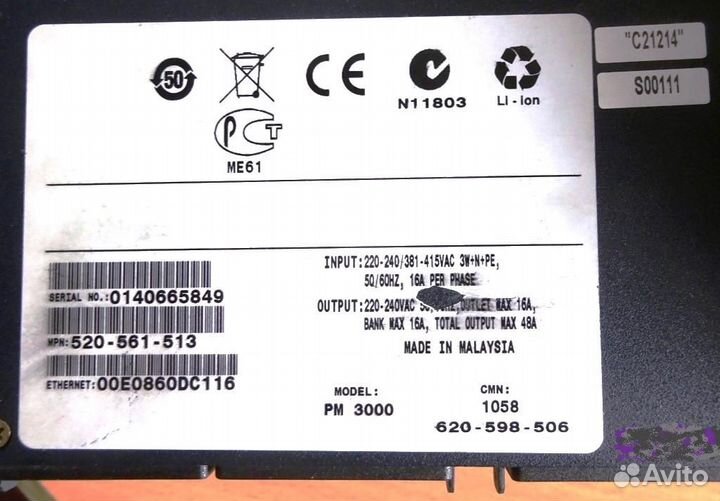 "C21214"
S00111
50
N11803
Li-ion
PCT
ME61
INPUT:220-240/381-415VAC 3W+N+PE,
50/60HZ, 16A PER PHASE
OUTPUT:220-240VAC OUTLET MAX 16A,
BANK MAX 16A, TOTAL OUTPUT MAX 48A
MADE IN MALAYSIA
SERIAL NO.:0140665849
MPN:520-561-513
ETHERNET:00E0860DC116
MODEL:
PM 3000
CMN:
1058
620-598-506
Avito